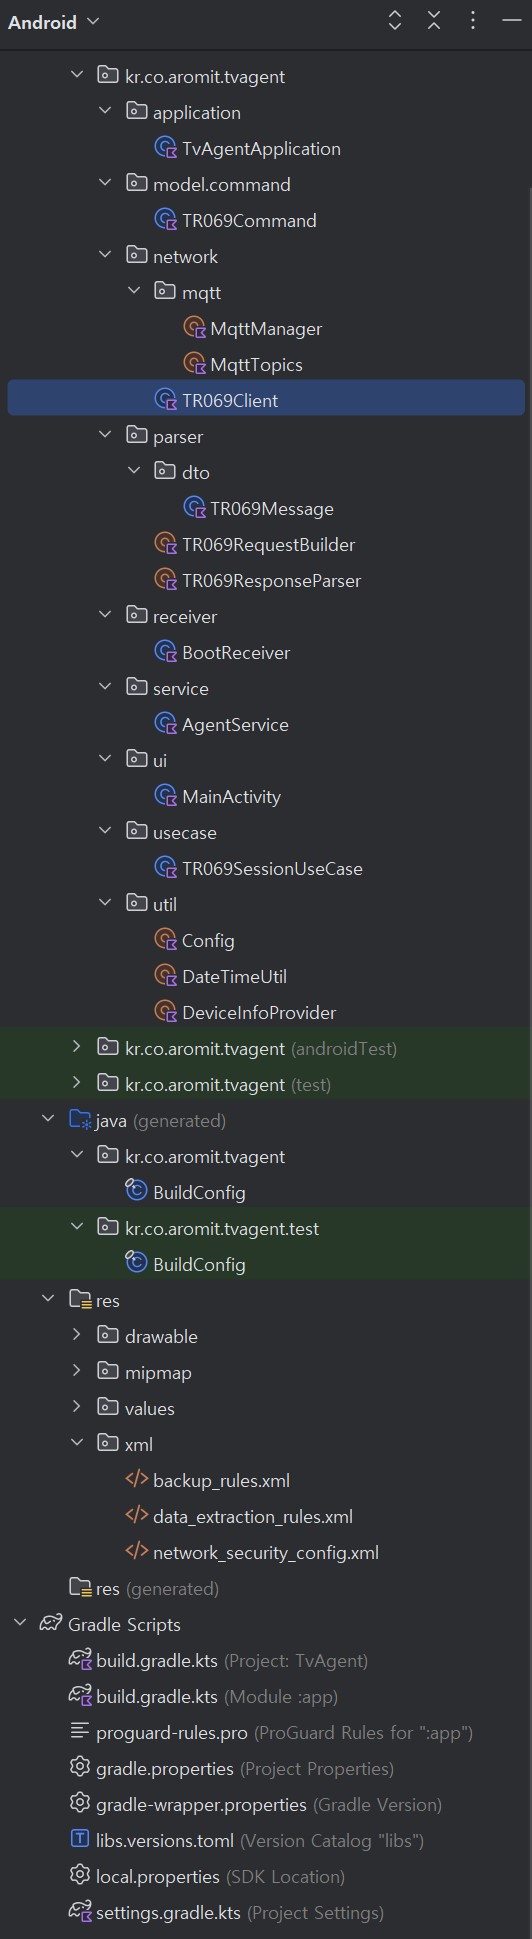 Android
kr.co.aromit.tvagent
application
TvAgentApplication
model.command
TR069Command
network
mqtt
MqttManager
MqttTopics
TR069Client
parser
dto
TR069Message
TR069RequestBuilder
TR069ResponseParser
receiver
BootReceiver
service
AgentService
ui
MainActivity
usecase
TR069SessionUseCase
util
Config
DateTimeUtil
DeviceInfoProvider
kr.co.aromit.tvagent (androidTest)
kr.co.aromit.tvagent (test)
java (generated)
kr.co.aromit.tvagent
BuildConfig
kr.co.aromit.tvagent.test
BuildConfig
res
drawable
mipmap
values
xml
backup_rules.xml
data_extraction_rules.xml
network_security_config.xml
res (generated)
Gradle Scripts
build.gradle.kts (Project: TvAgent)
build.gradle.kts (Module :app)
proguard-rules.pro (ProGuard Rules for ":app")
gradle.properties (Project Properties)
gradle-wrapper.properties (Gradle Version)
libs.versions.toml (Version Catalog "libs")
local.properties (SDK Location)
settings.gradle.kts (Project Settings)